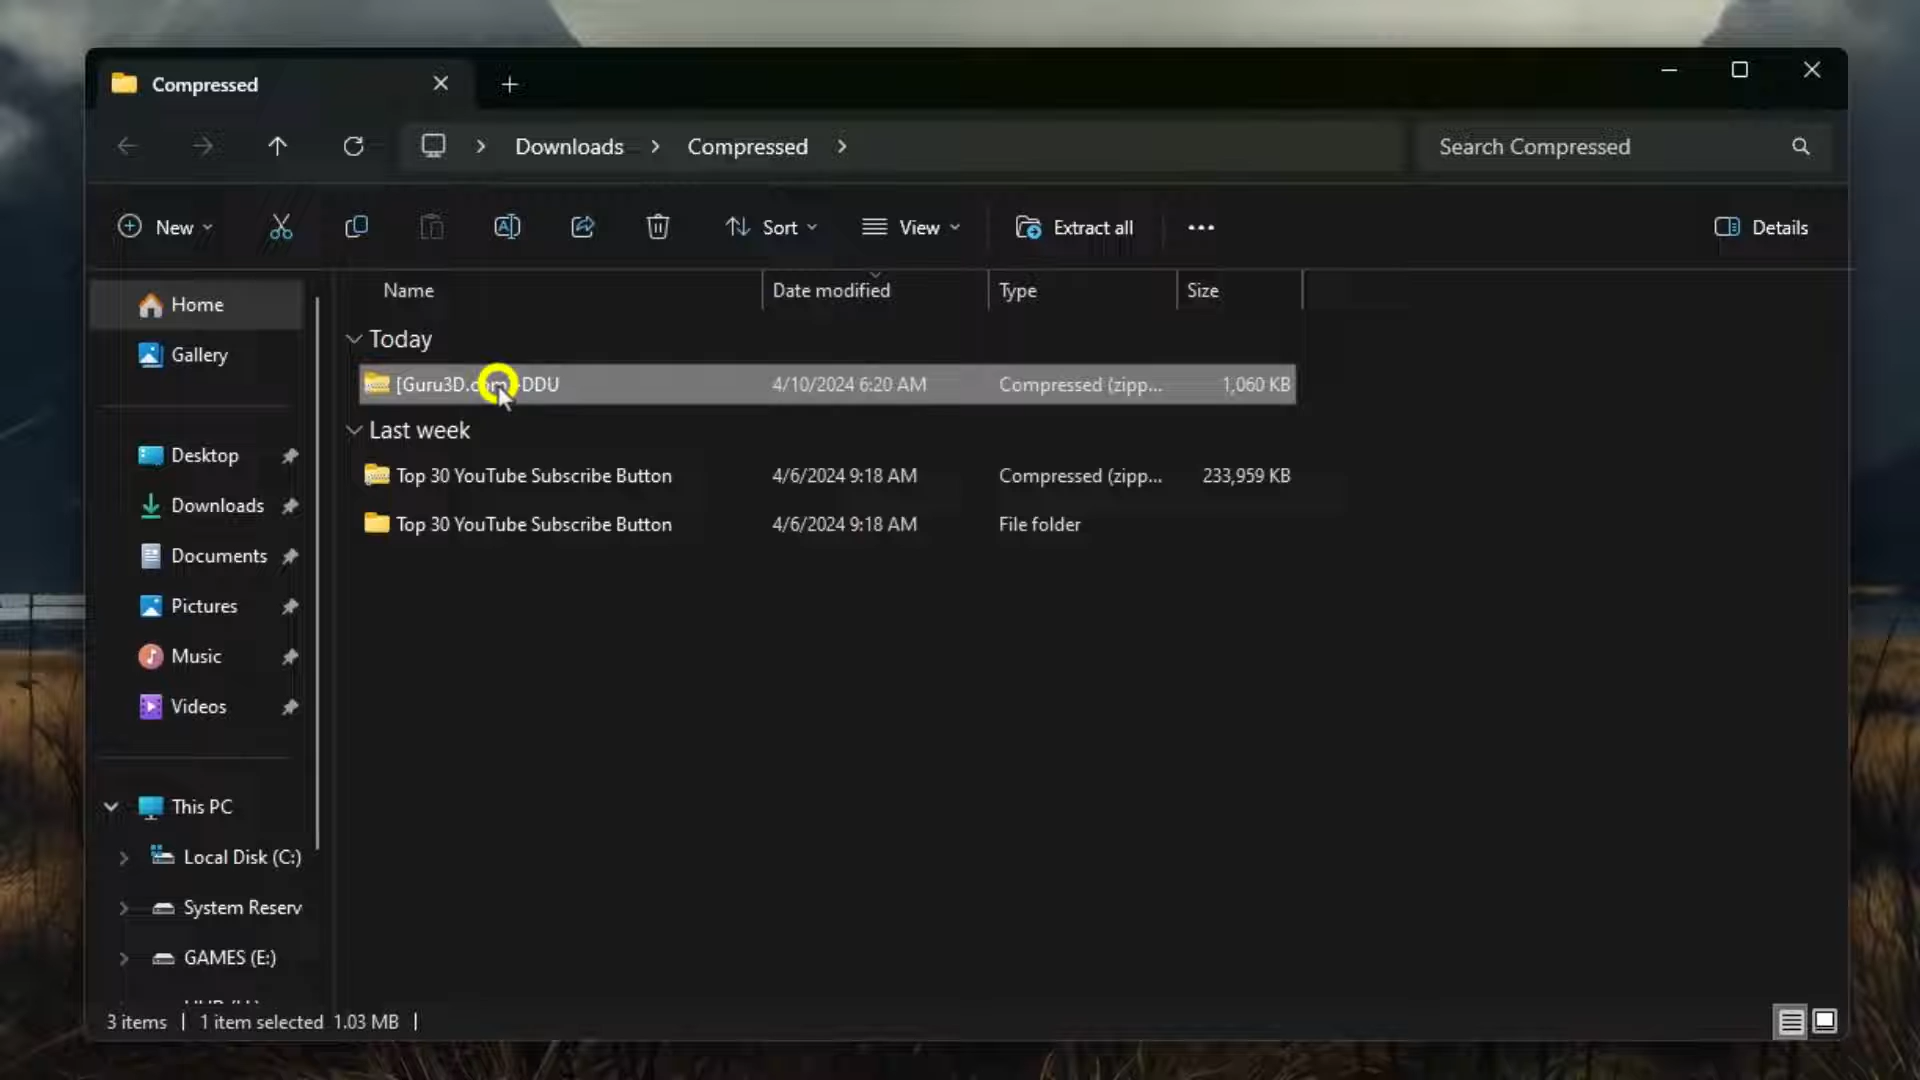 Compressed
Downloads > Compressed >
Search Compressed
New
A
Sort
View
Extract all
Details
Name
Date modified
Type
Size
Home
Gallery
Desktop
Downloads
Documents
Pictures
Music
Videos
This PC
Local Disk (C:)
System Reserv
GAMES (E:)
Today
[Guru3D.com]-DDU 4/10/2024 6:20 AM Compressed (zipp... 1,060 KB
Last week
Top 30 YouTube Subscribe Button 4/6/2024 9:18 AM Compressed (zipp... 233,959 KB
Top 30 YouTube Subscribe Button 4/6/2024 9:18 AM File folder
3 items | 1 item selected 1.03 MB |